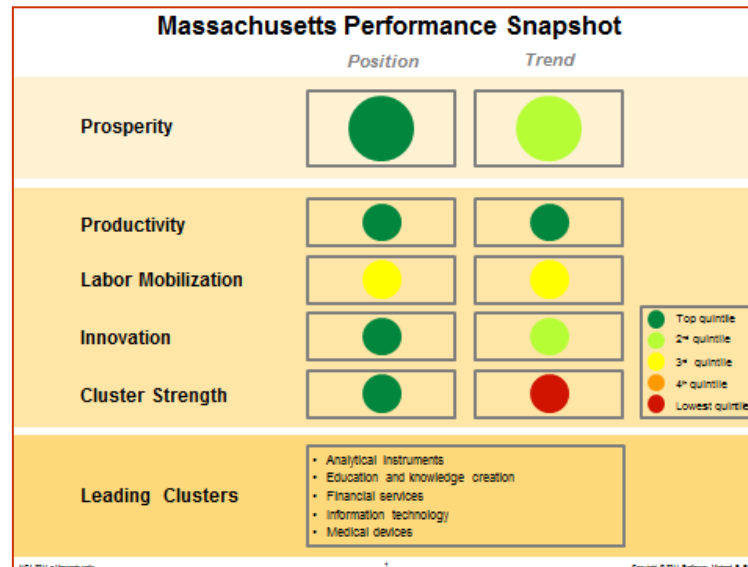 Massachusetts Performance Snapshot
Position Trend
Prosperity
Productivity
Labor Mobilization
Innovation
Cluster Strength
Top quintile
2nd quintile
3rd quintile
4th quintile
Lowest quintile
Leading Clusters
• Analytical Instruments
• Education and knowledge creation
• Financial services
• Information technology
• Medical devices
1